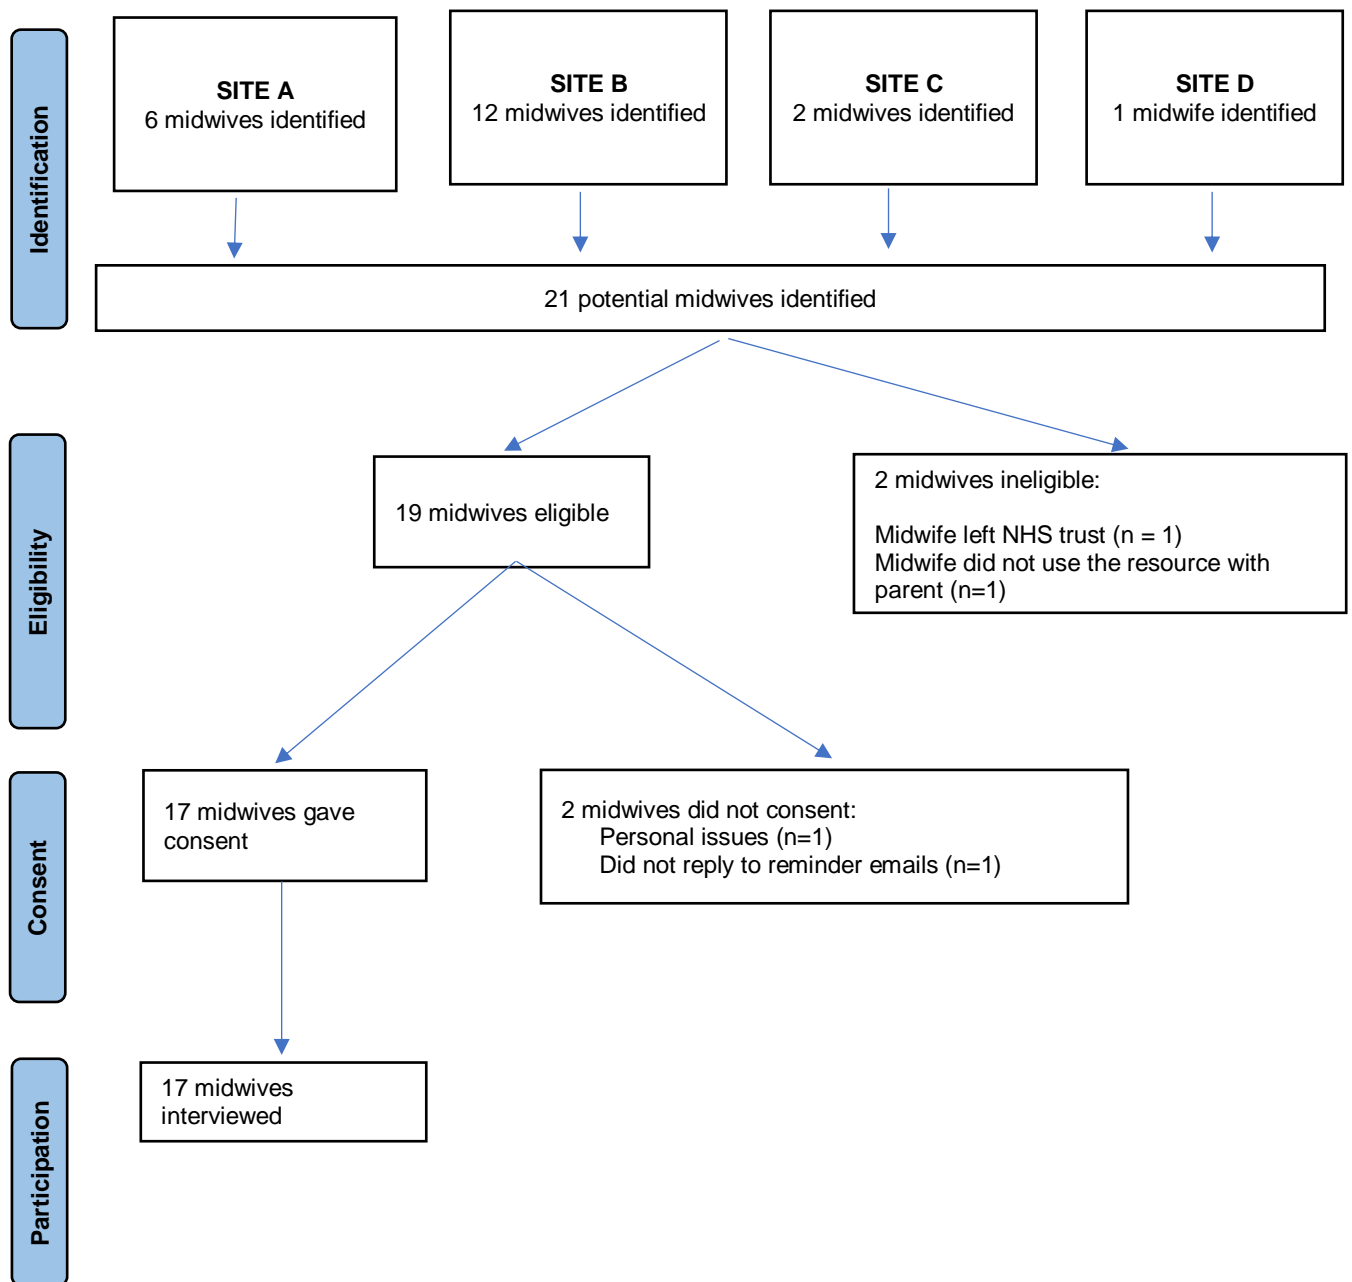 Identification
SITE A
6 midwives identified
SITE B
12 midwives identified
SITE C
2 midwives identified
SITE D
1 midwife identified
21 potential midwives identified
Eligibility
19 midwives eligible
2 midwives ineligible:
Midwife left NHS trust (n = 1)
Midwife did not use the resource with
parent (n=1)
Consent
17 midwives gave
consent
2 midwives did not consent:
Personal issues (n=1)
Did not reply to reminder emails (n=1)
Participation
17 midwives
interviewed